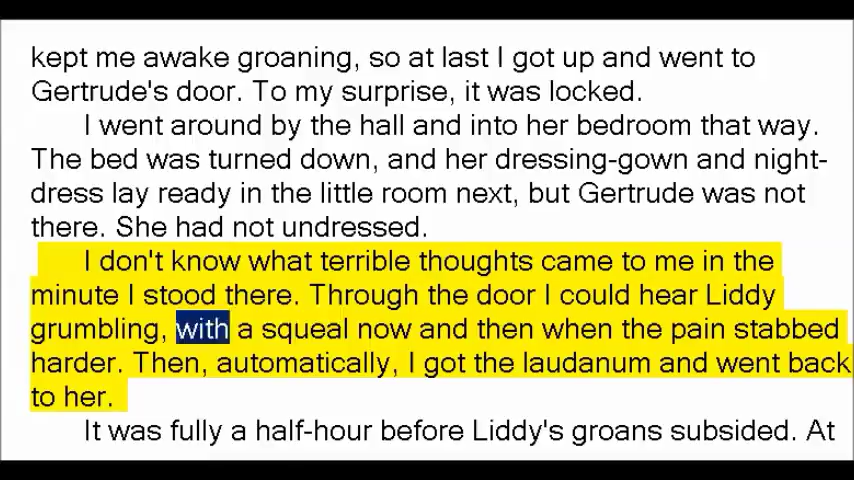 kept me awake groaning, so at last I got up and went to
Gertrude's door. To my surprise, it was locked.
I went around by the hall and into her bedroom that way.
The bed was turned down, and her dressing-gown and night-
dress lay ready in the little room next, but Gertrude was not
there. She had not undressed.
I don't know what terrible thoughts came to me in the
minute I stood there. Through the door I could hear Liddy
grumbling, with a squeal now and then when the pain stabbed
harder. Then, automatically, I got the laudanum and went back
to her.
It was fully a half-hour before Liddy's groans subsided. At